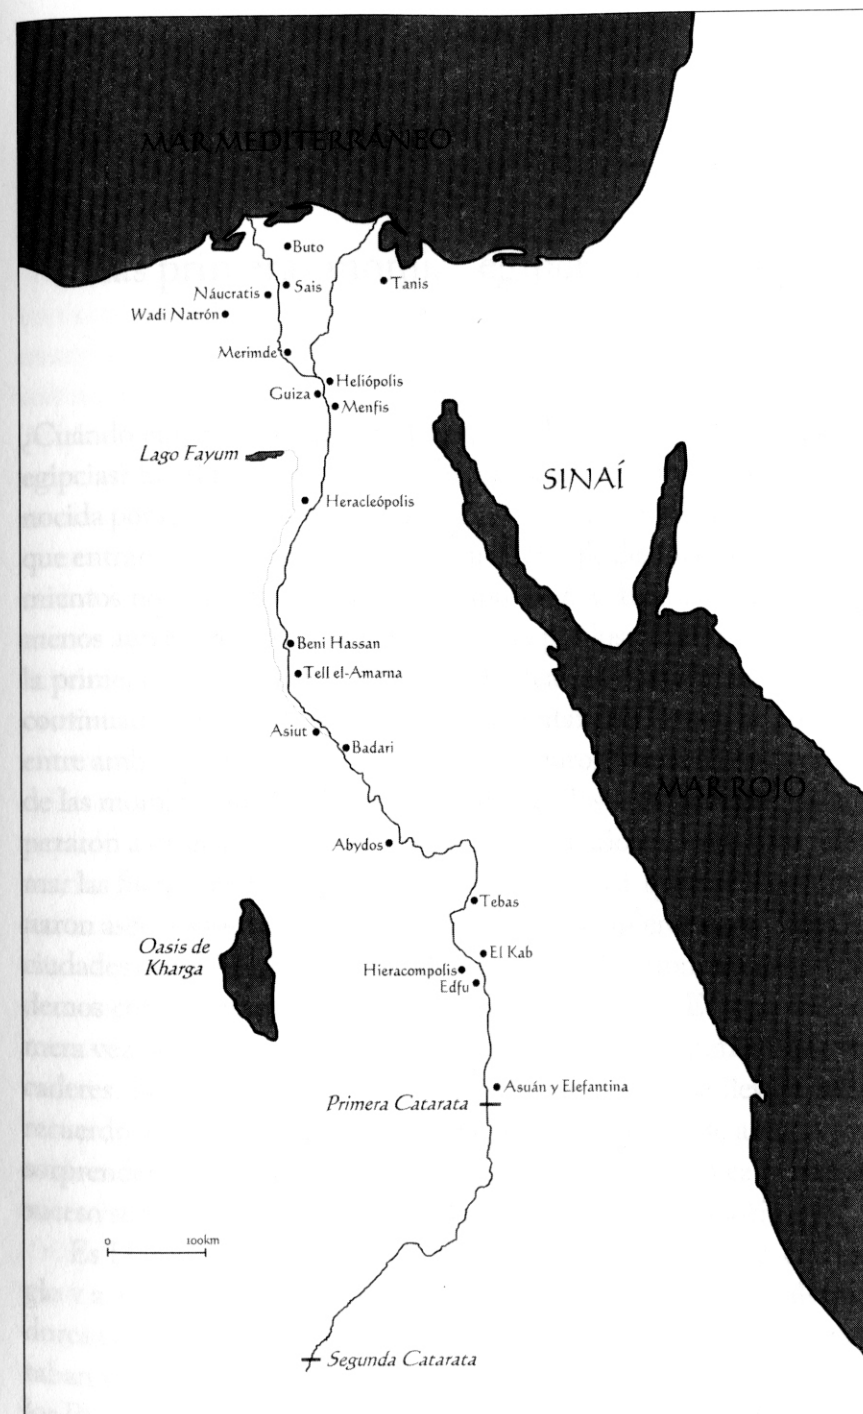 MAR MEDITERRÁNEO
Buto
Sais
Tanis
Náucratis
Wadi Natrón
Merimde
Heliópolis
Guiza
Menfis
Lago Fayum
SINAÍ
Heracleópolis
Beni Hassan
Tell el-Amarna
Asiut
Badari
MAR ROJO
Abydos
Tebas
Oasis de
Kharga
El Kab
Hieracompolis
Edfu
Asuán y Elefantina
Primera Catarata
0 100km
Segunda Catarata